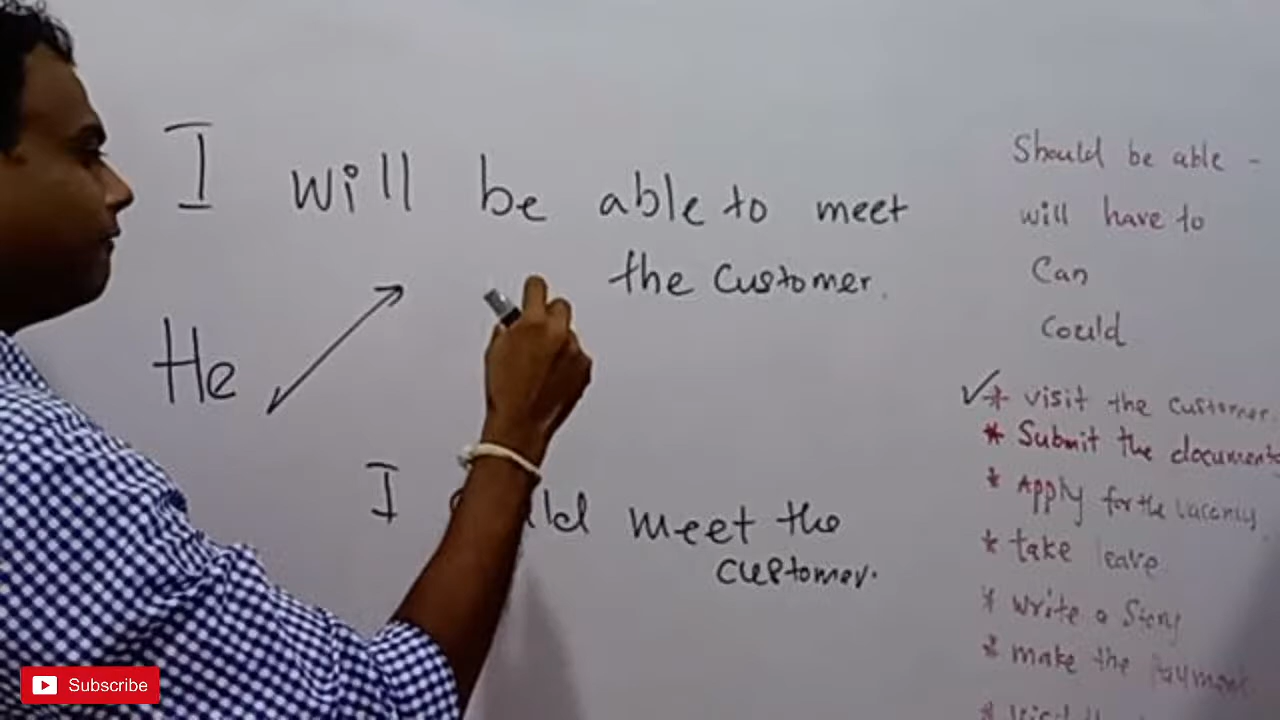 I will be able to meet
the customer.
He
I meet the
customer.
Should be able -
will have to
Can
Could
* visit the customer
* Submit the documents
* Apply for the vacancy
* take leave
* write a Story
* make the Payment
*
Subscribe